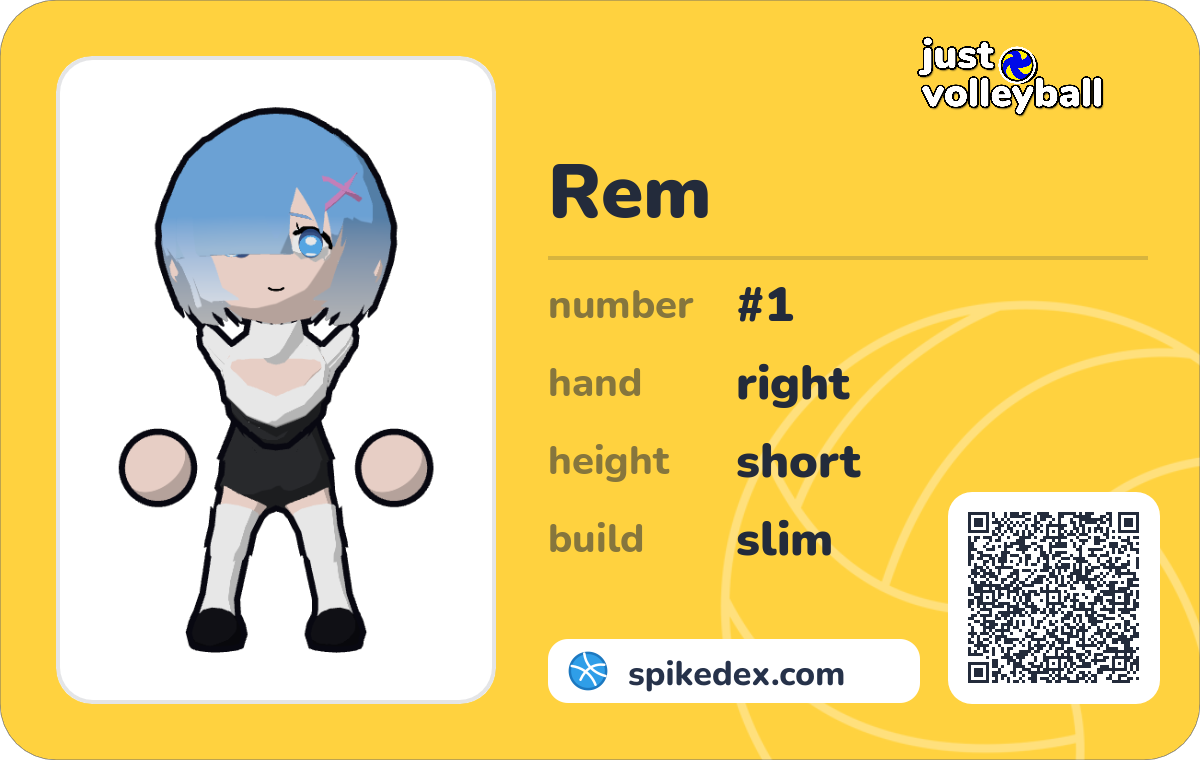 just
volleyball
Rem
number #1
hand right
height short
build slim
spikedex.com